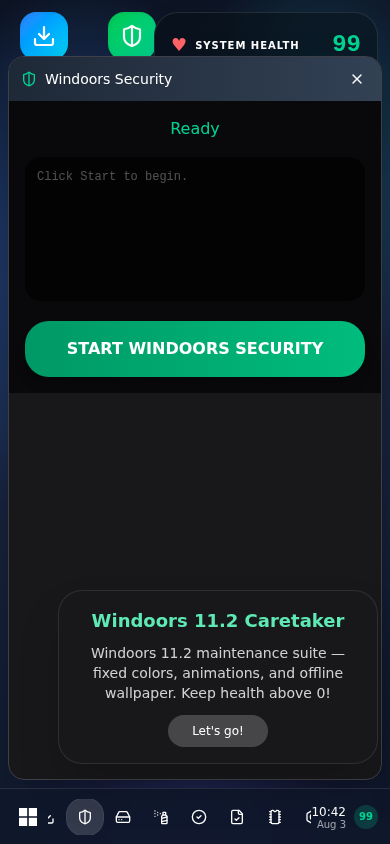 SYSTEM HEALTH 99
Windoors Security
Ready
Click Start to begin.
START WINDOORS SECURITY
Windoors 11.2 Caretaker
Windoors 11.2 maintenance suite —
fixed colors, animations, and offline
wallpaper. Keep health above 0!
Let's go!
10:42
Aug 3
99